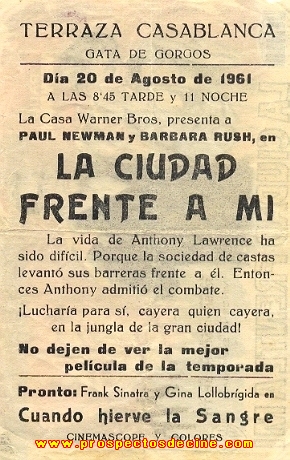 TERRAZA CASABLANCA
GATA DE GORGOS
Día 20 de Agosto de 1961
A LAS 8'45 TARDE y 11 NOCHE
La Casa Warner Bros, presenta a
PAUL NEWMAN y BARBARA RUSH, en
LA CIUDAD
FRENTE A MI
La vida de Anthony Lawrence ha
sido difícil. Porque la sociedad de castas
levantó sus barreras frente a él. Enton-
ces Anthony admitió el combate.
¡Lucharía para sí, cayera quien cayera,
en la jungla de la gran ciudad!
No dejen de ver la mejor
película de la temporada
Pronto: Frank Sinatra y Gina Lollobrígida en
Cuando hierve la Sangre
CINEMASCOPE Y COLORES
www.prospectosdecine.com